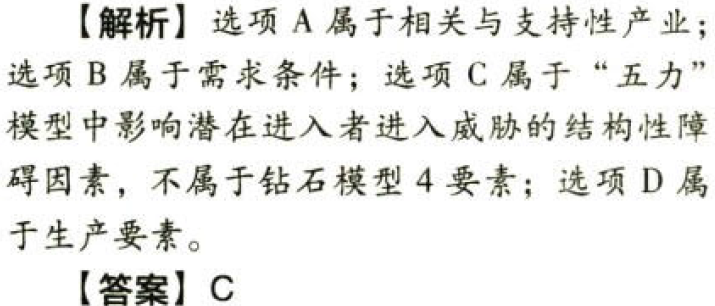 【解析】选项 A 属于相关与支持性产业；
选项 B 属于需求条件；选项 C 属于“五力”
模型中影响潜在进入者进入威胁的结构性障
碍因素，不属于钻石模型 4 要素；选项 D 属
于生产要素。
【答案】C